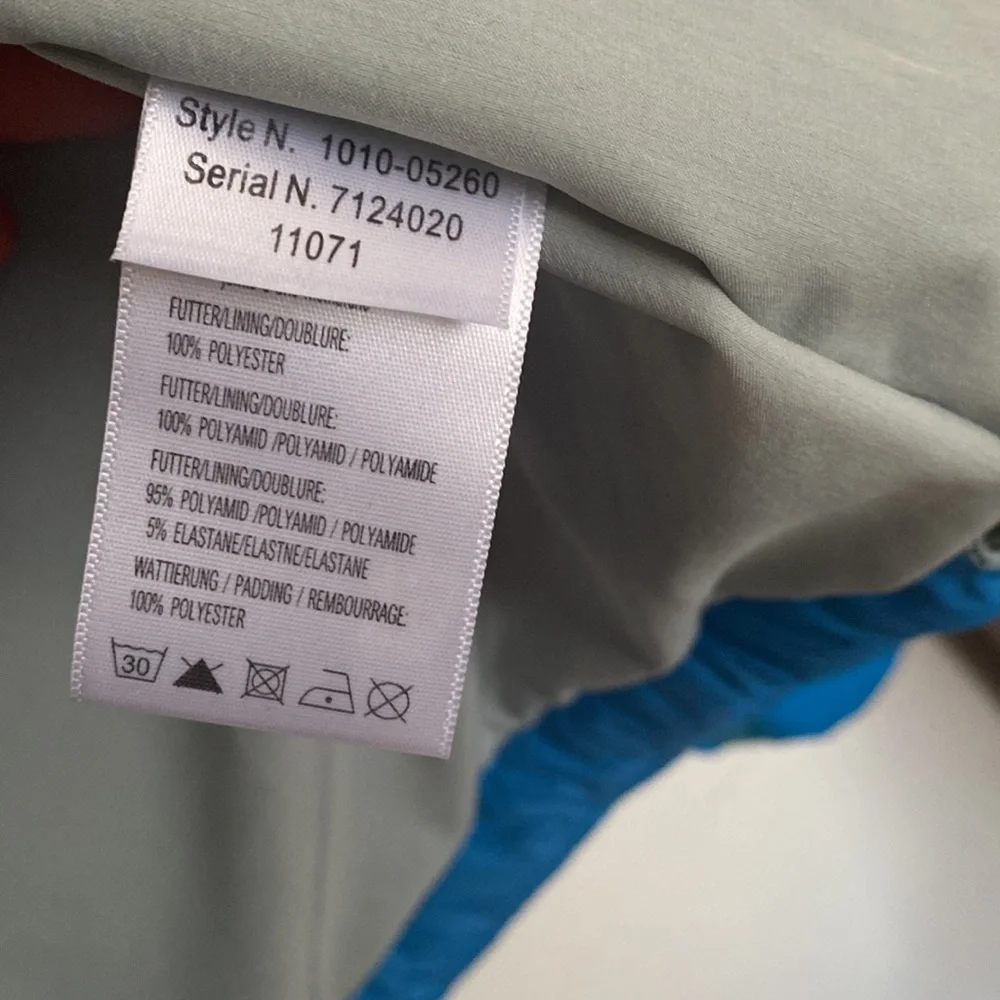 Style N. 1010-05260
Serial N. 7124020
11071
FUTTER/LINING/DOUBLURE:
100% POLYESTER
FUTTER/LINING/DOUBLURE:
100% POLYAMID /POLYAMID / POLYAMIDE
FUTTER/LINING/DOUBLURE:
95% POLYAMID /POLYAMID / POLYAMIDE
5% ELASTANE/ELASTNE/ELASTANE
WATTIERUNG / PADDING / REMBOURRAGE:
100% POLYESTER
30